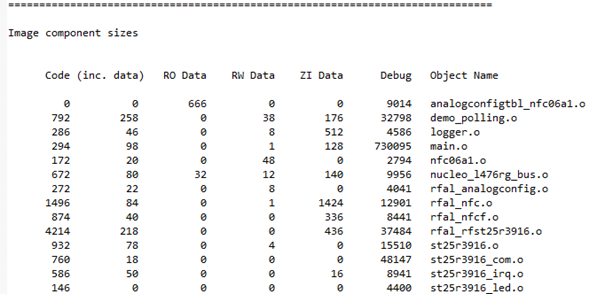 ================================================================================
Image component sizes
Code (inc. data) RO Data RW Data ZI Data Debug Object Name
0 0 666 0 0 9014 analogconfigtbl_nfc06a1.o
792 258 0 38 176 32798 demo_polling.o
286 46 0 8 512 4586 logger.o
294 98 0 1 128 730095 main.o
172 20 0 48 0 2794 nfc06a1.o
672 80 32 12 140 9956 nucleo_l476rg_bus.o
272 22 0 8 0 4041 rfal_analogconfig.o
1496 84 0 1 1424 12901 rfal_nfc.o
874 40 0 0 336 8441 rfal_nfcf.o
4214 218 0 0 436 37484 rfal_rfst25r3916.o
932 78 0 4 0 15510 st25r3916.o
760 18 0 0 0 48147 st25r3916_com.o
586 50 0 0 16 8941 st25r3916_irq.o
146 0 0 0 0 4400 st25r3916_led.o